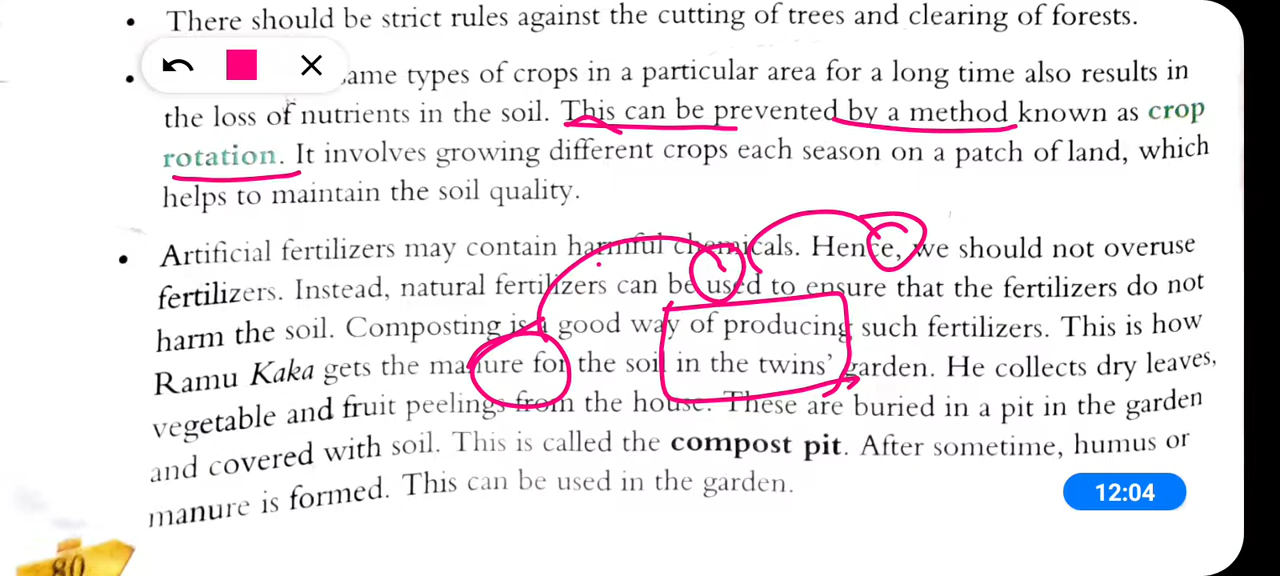 • There should be strict rules against the cutting of trees and clearing of forests.
• ame types of crops in a particular area for a long time also results in
the loss of nutrients in the soil. This can be prevented by a method known as crop
rotation. It involves growing different crops each season on a patch of land, which
helps to maintain the soil quality.
• Artificial fertilizers may contain harmful chemicals. Hence, we should not overuse
fertilizers. Instead, natural fertilizers can be used to ensure that the fertilizers do not
harm the soil. Composting is a good way of producing such fertilizers. This is how
Ramu Kaka gets the manure for the soil in the twins' garden. He collects dry leaves,
vegetable and fruit peelings from the house. These are buried in a pit in the garden
and covered with soil. This is called the compost pit. After sometime, humus or
manure is formed. This can be used in the garden.
12:04
80